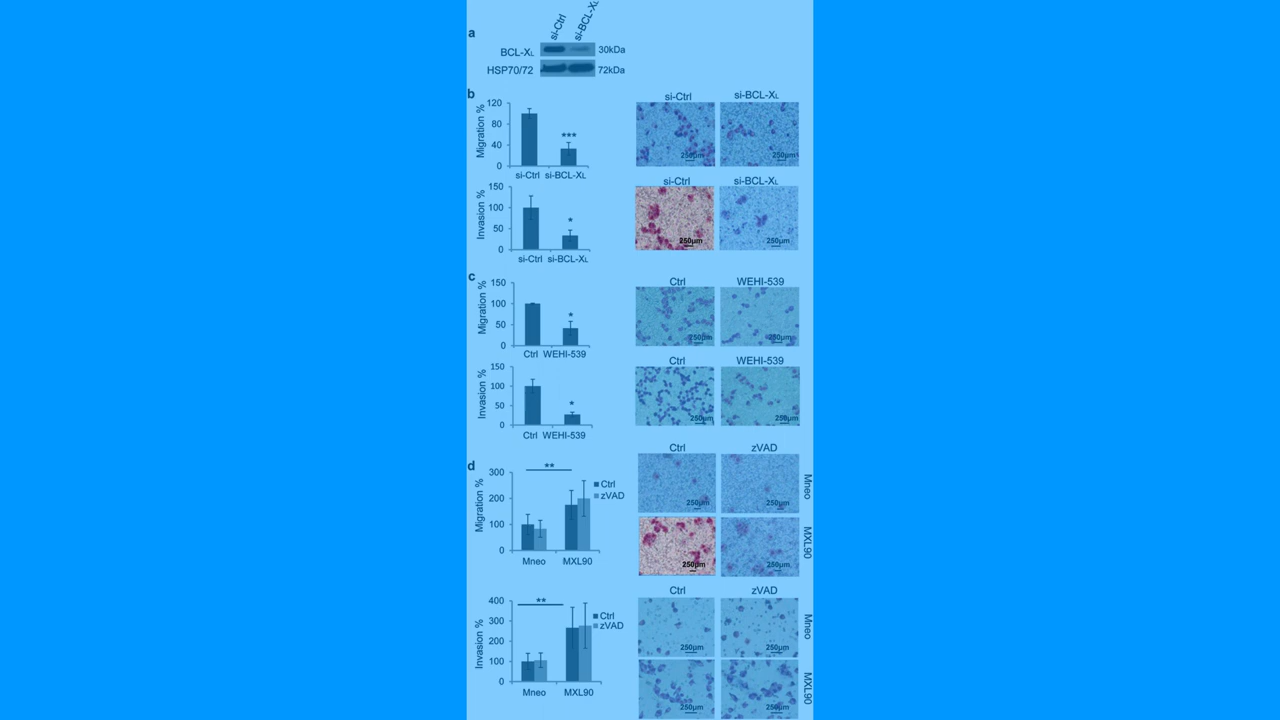 a
si-Ctrl si-BCL-XL
BCL-XL 30kDa
HSP70/72 72kDa
b
Migration %
120
80
40
0
***
si-Ctrl si-BCL-XL
si-Ctrl si-BCL-XL
250µm 250µm
Invasion %
150
100
50
0
*
si-Ctrl si-BCL-XL
si-Ctrl si-BCL-XL
250µm 250µm
c
Migration %
150
100
50
0
*
Ctrl WEHI-539
Ctrl WEHI-539
250µm 250µm
Invasion %
150
100
50
0
*
Ctrl WEHI-539
Ctrl WEHI-539
250µm 250µm
d
Migration %
300
200
100
0
**
Ctrl
zVAD
Mneo MXL90
Ctrl zVAD
250µm 250µm Mneo
250µm 250µm MXL90
Invasion %
400
300
200
100
0
**
Ctrl
zVAD
Mneo MXL90
Ctrl zVAD
250µm 250µm Mneo
250µm 250µm MXL90